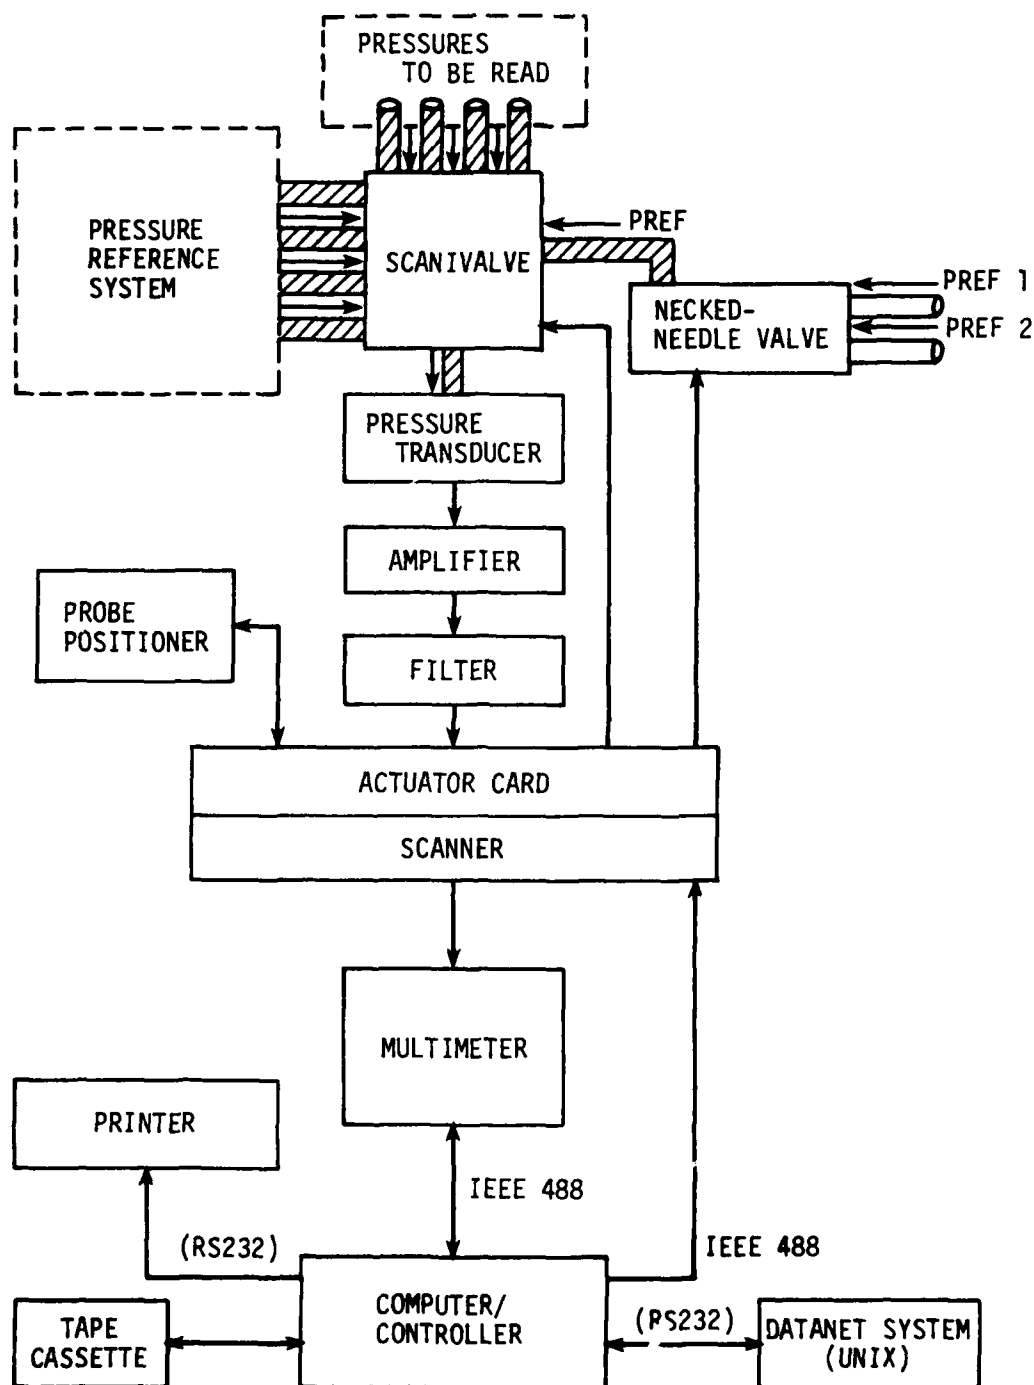 PRESSURES
TO BE READ
PRESSURE
REFERENCE
SYSTEM
SCANIVALVE
PREF
PREF 1
NECKED-
NEEDLE VALVE
PREF 2
PRESSURE
TRANSDUCER
AMPLIFIER
PROBE
POSITIONER
FILTER
ACTUATOR CARD
SCANNER
MULTIMETER
PRINTER
IEEE 488
(RS232)
IEEE 488
COMPUTER/
CONTROLLER
TAPE
CASSETTE
(RS232)
DATANET SYSTEM
(UNIX)